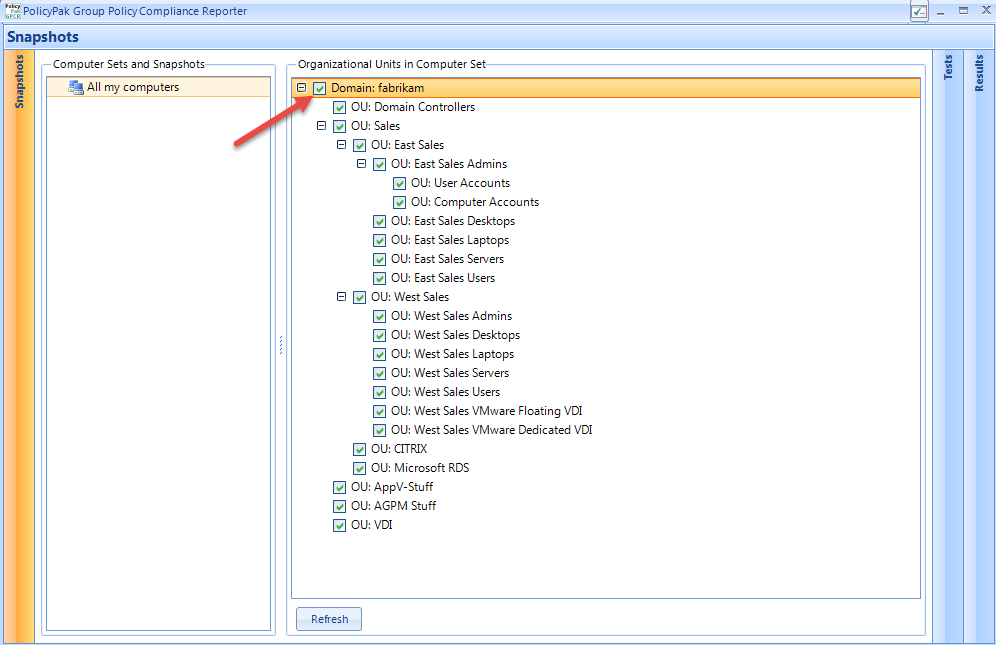 Policy
Pak
GPCR
PolicyPak Group Policy Compliance Reporter
Snapshots
Snapshots
Computer Sets and Snapshots
All my computers
Organizational Units in Computer Set
Domain: fabrikam
OU: Domain Controllers
OU: Sales
OU: East Sales
OU: East Sales Admins
OU: User Accounts
OU: Computer Accounts
OU: East Sales Desktops
OU: East Sales Laptops
OU: East Sales Servers
OU: East Sales Users
OU: West Sales
OU: West Sales Admins
OU: West Sales Desktops
OU: West Sales Laptops
OU: West Sales Servers
OU: West Sales Users
OU: West Sales VMware Floating VDI
OU: West Sales VMware Dedicated VDI
OU: CITRIX
OU: Microsoft RDS
OU: AppV-Stuff
OU: AGPM Stuff
OU: VDI
Refresh
Tests
Results